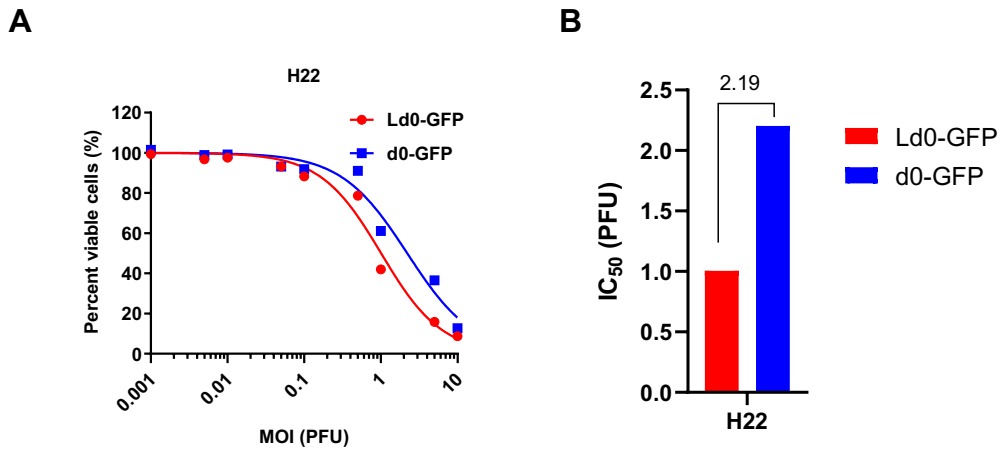 A
H22
120
100
80
60
40
20
0
Percent viable cells (%)
0.001
0.01
0.1
1
10
MOI (PFU)
Ld0-GFP
d0-GFP
B
2.5
2.0
1.5
1.0
0.5
0.0
IC50 (PFU)
2.19
H22
Ld0-GFP
d0-GFP